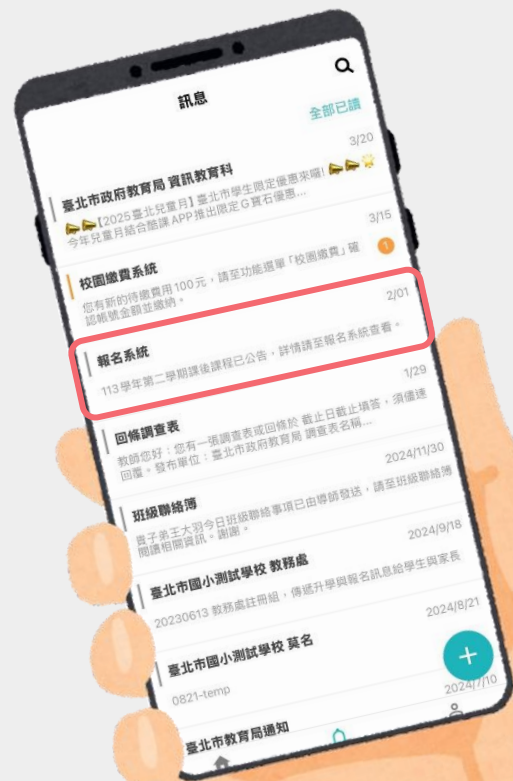 訊息
全部已讀
臺北市政府教育局 資訊教育科
3/20
【2025臺北兒童月】臺北市學生限定優惠來囉!
今年兒童月結合酷課APP推出限定G寶石優惠...
校園繳費系統
3/15
您有新的待繳費用100元，請至功能選單「校園繳費」確
認帳號金額並繳納。
1
報名系統
2/01
113學年第二學期課後課程已公告，詳情請至報名系統查看。
回條調查表
1/29
教師您好：您有一張調查表或回條於 截止日截止填答，須儘速
回覆。發布單位：臺北市政府教育局 調查表名稱...
班級聯絡簿
2024/11/30
貴子弟王大羽今日班級聯絡事項已由導師發送，請至班級聯絡簿
閱讀相關資訊。謝謝。
臺北市國小測試學校 教務處
2024/9/18
20230613 教務處註冊組，傳遞升學與報名訊息給學生與家長
臺北市國小測試學校 莫名
2024/8/21
0821-temp
臺北市教育局通知
2024/7/10